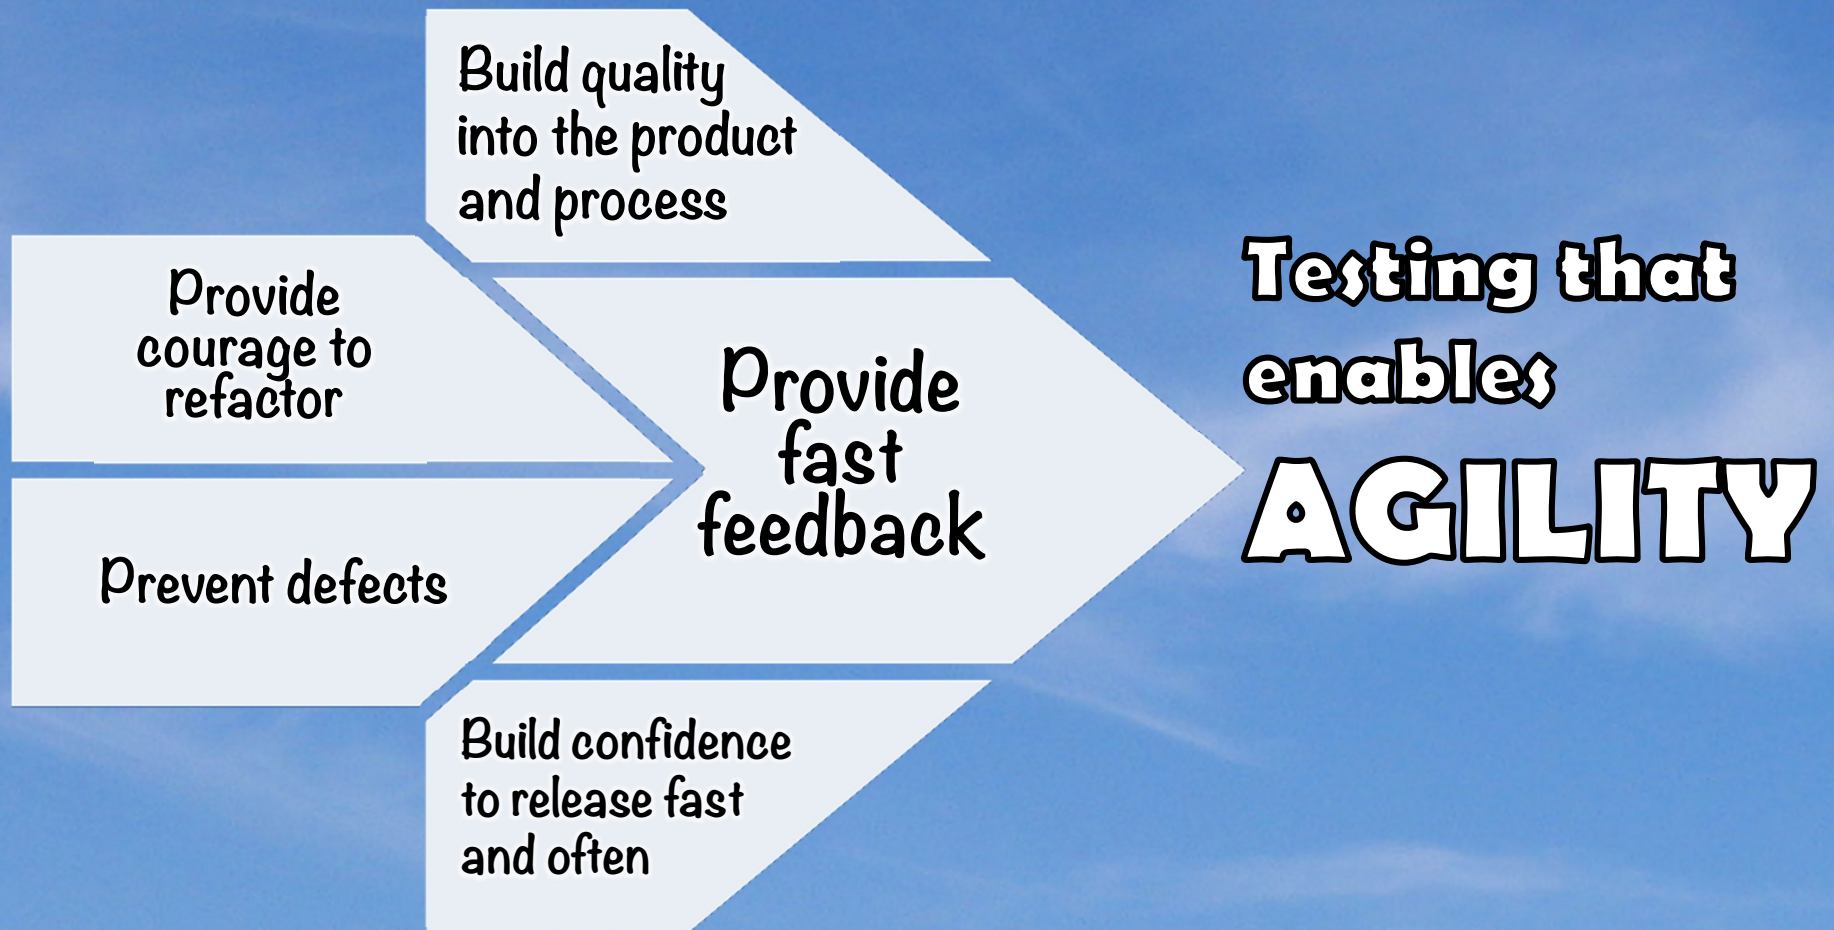 Build quality
into the product
and process
Provide
courage to
refactor
Provide
fast
feedback
Prevent defects
Build confidence
to release fast
and often
Testing that
enables
AGILITY